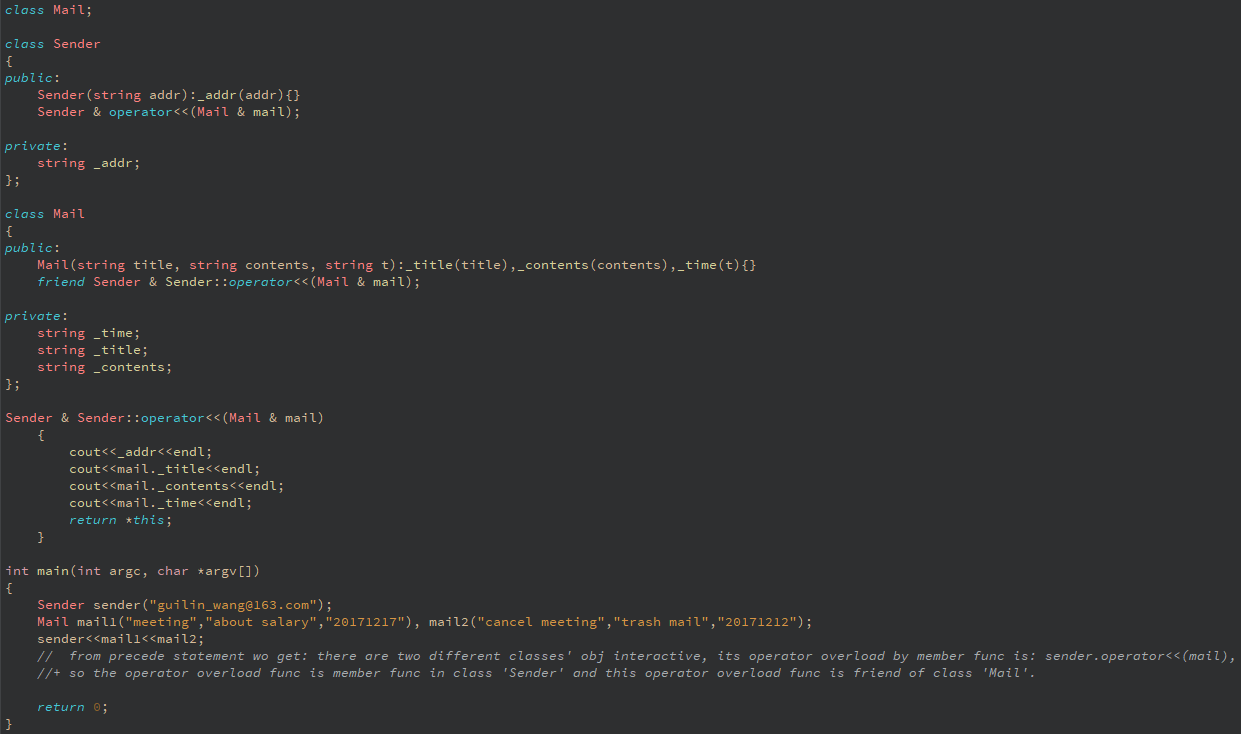 class Mail;

class Sender
{
public:
    Sender(string addr):_addr(addr){}
    Sender & operator<<(Mail & mail);

private:
    string _addr;
};

class Mail
{
public:
    Mail(string title, string contents, string t):_title(title),_contents(contents),_time(t){}
    friend Sender & Sender::operator<<(Mail & mail);

private:
    string _time;
    string _title;
    string _contents;
};

Sender & Sender::operator<<(Mail & mail)
    {
        cout<<_addr<<endl;
        cout<<mail._title<<endl;
        cout<<mail._contents<<endl;
        cout<<mail._time<<endl;
        return *this;
    }

int main(int argc, char *argv[])
{
    Sender sender("guilin_wang@163.com");
    Mail mail1("meeting","about salary","20171217"), mail2("cancel meeting","trash mail","20171212");
    sender<<mail1<<mail2;
    //  from precede statement wo get: there are two different classes' obj interactive, its operator overload by member func is: sender.operator<<(mail),
    //+ so the operator overload func is member func in class 'Sender' and this operator overload func is friend of class 'Mail'.

    return 0;
}